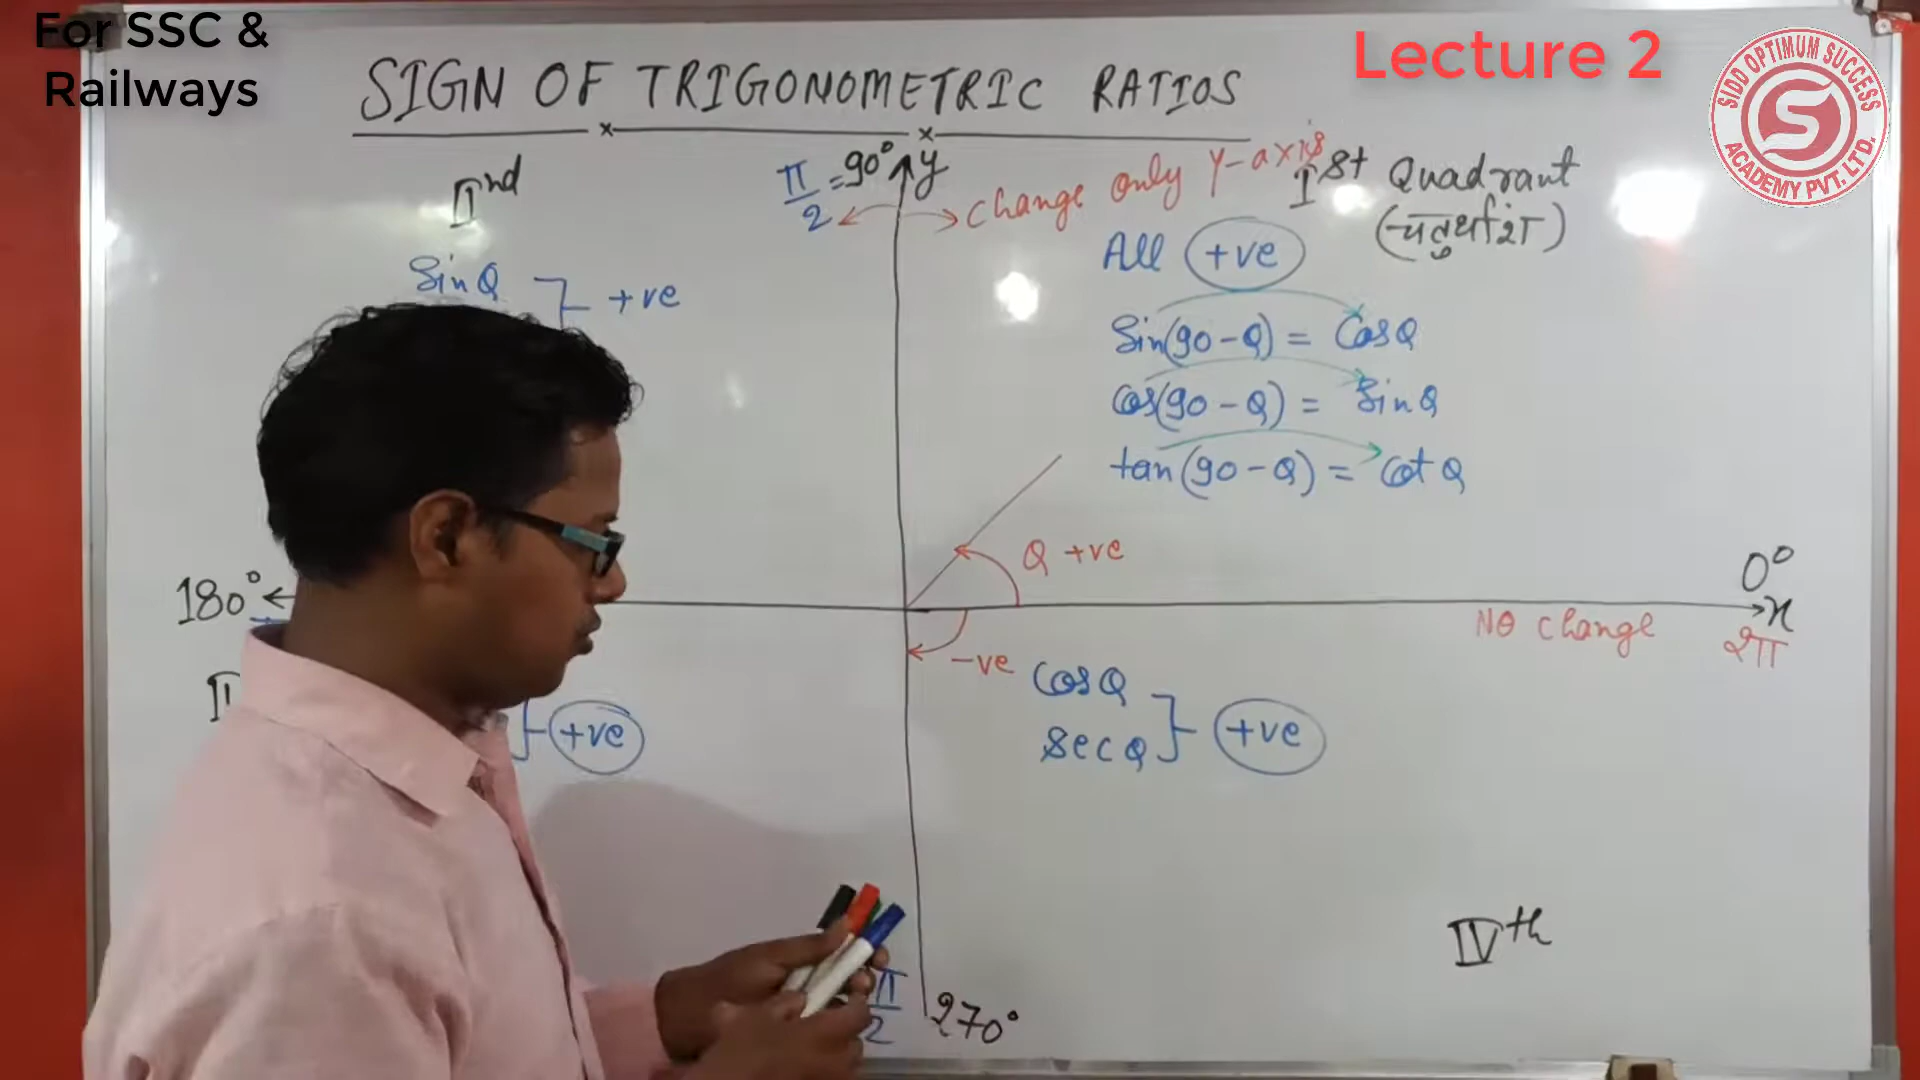 For SSC &
Railways
Lecture 2
SIDD OPTIMUM SUCCESS
ACADEMY PVT. LTD.
SIGN OF TRIGONOMETRIC RATIOS
IInd
π/2 = 90° y
change only Y-axis
Ist Quadrant
(चतुर्थांश)
All +ve
Sin Q
+ve
Sin(90-Q) = Cos Q
Cos(90-Q) = Sin Q
tan(90-Q) = Cot Q
Q +ve
180°
0°
x
No change
2π
-ve
Cos Q
Sec Q
+ve
+ve
IVth
π
2
270°